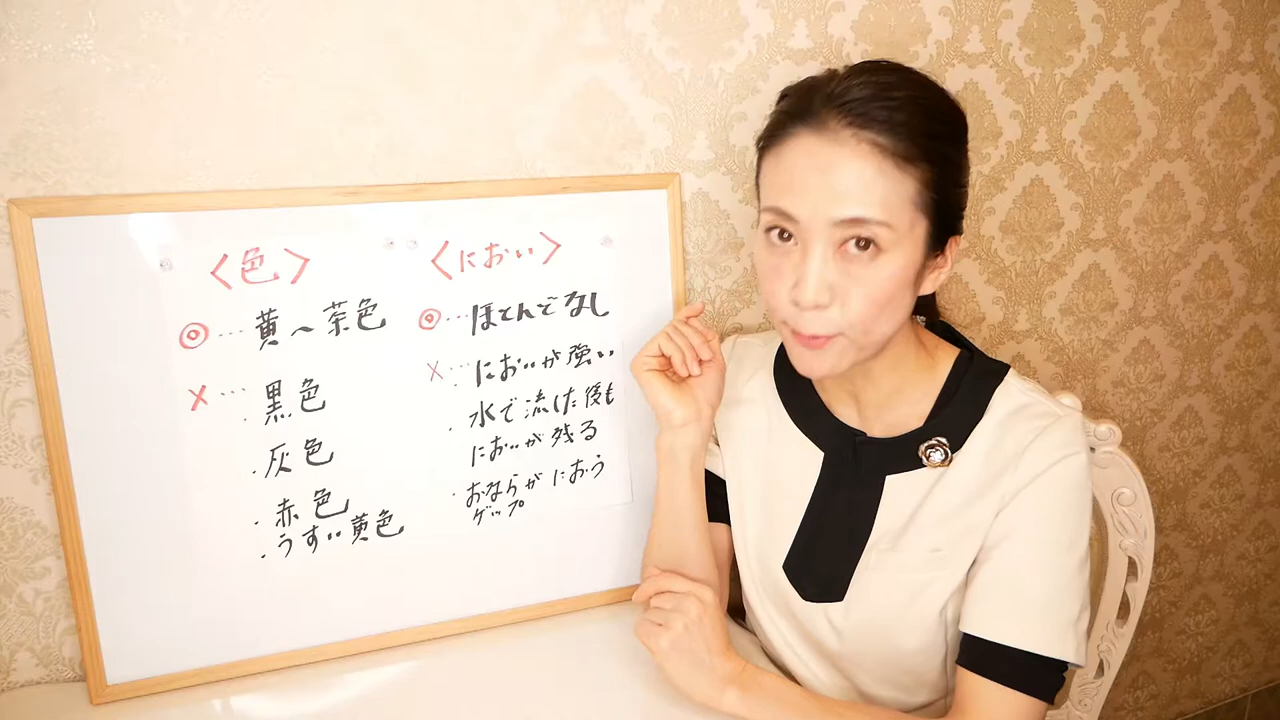 〈色〉
◎… 黄〜茶色
×… ・黒色
・灰色
・赤色
・うすい黄色
〈におい〉
◎… ほとんどなし
×… ・においが強い
・水で流した後も
においが残る
・おならがにおう
ゲップ